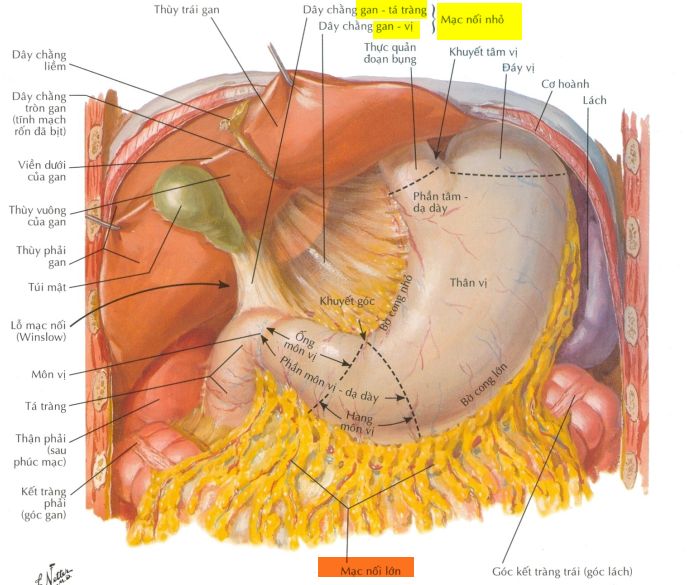 Thùy trái gan
Dây chằng gan - tá tràng
Dây chằng gan - vị
Mạc nối nhỏ
Thực quản
đoạn bụng
Khuyết tâm vị
Đáy vị
Cơ hoành
Lách
Dây chằng
liềm
Dây chằng
tròn gan
(tĩnh mạch
rốn đã bịt)
Viền dưới
của gan
Thùy vuông
của gan
Thùy phải
gan
Túi mật
Lỗ mạc nối
(Winslow)
Môn vị
Tá tràng
Thận phải
(sau
phúc mạc)
Kết tràng
phải
(góc gan)
Phần tâm -
dạ dày
Thân vị
Khuyết góc
Bờ cong nhỏ
Ống
môn vị
Phần môn vị - dạ dày
Hang
môn vị
Bờ cong lớn
Mạc nối lớn
Góc kết tràng trái (góc lách)